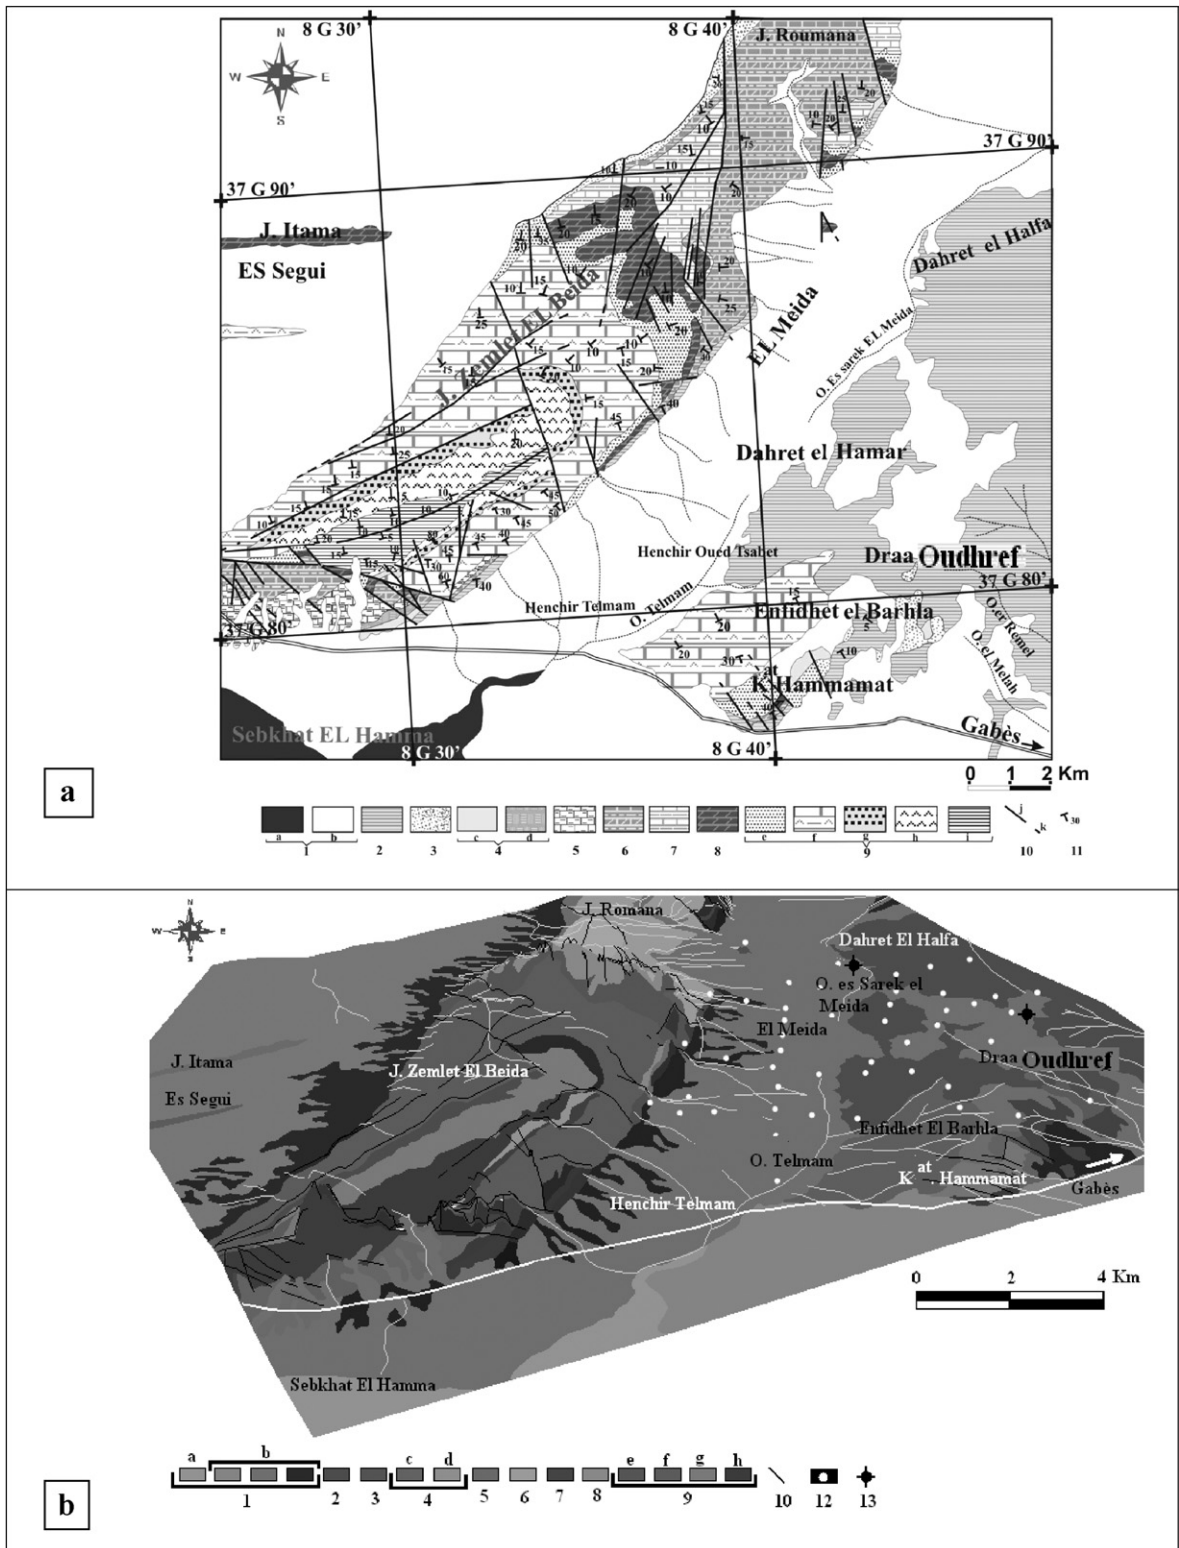 8 G 30'
8 G 40'
J. Roumana
N
W E
S
37 G 90'
37 G 90'
J. Itama
ES Segui
Dahret el Halfa
J. Zemlet EL Beida
EL Meida
O. Es sarek EL Meida
Dahret el Hamar
Henchir Oued Tsabet
Draa Oudhref
37 G 80'
Henchir Telmam
O. Telmam
Enfidhet el Barhla
O.er Remel
O. el Melah
37 G 80'
K at Hammamat
Sebkhat EL Hamma
Gabès
8 G 30'
8 G 40'
a
0 1 2 Km
a b c d e f g h i j k 30
1 2 3 4 5 6 7 8 9 10 11
N
W E
J. Romana
Dahret El Halfa
O. es Sarek el
Meida
El Meida
J. Itama
J. Zemlet El Beida
Draa Oudhref
Es Segui
Enfidhet El Barhla
O. Telmam
K at. Hammamat
Gabès
Henchir Telmam
0 2 4 Km
Sebkhat El Hamma
a b c d e f g h
1 2 3 4 5 6 7 8 9 10 12 13
b